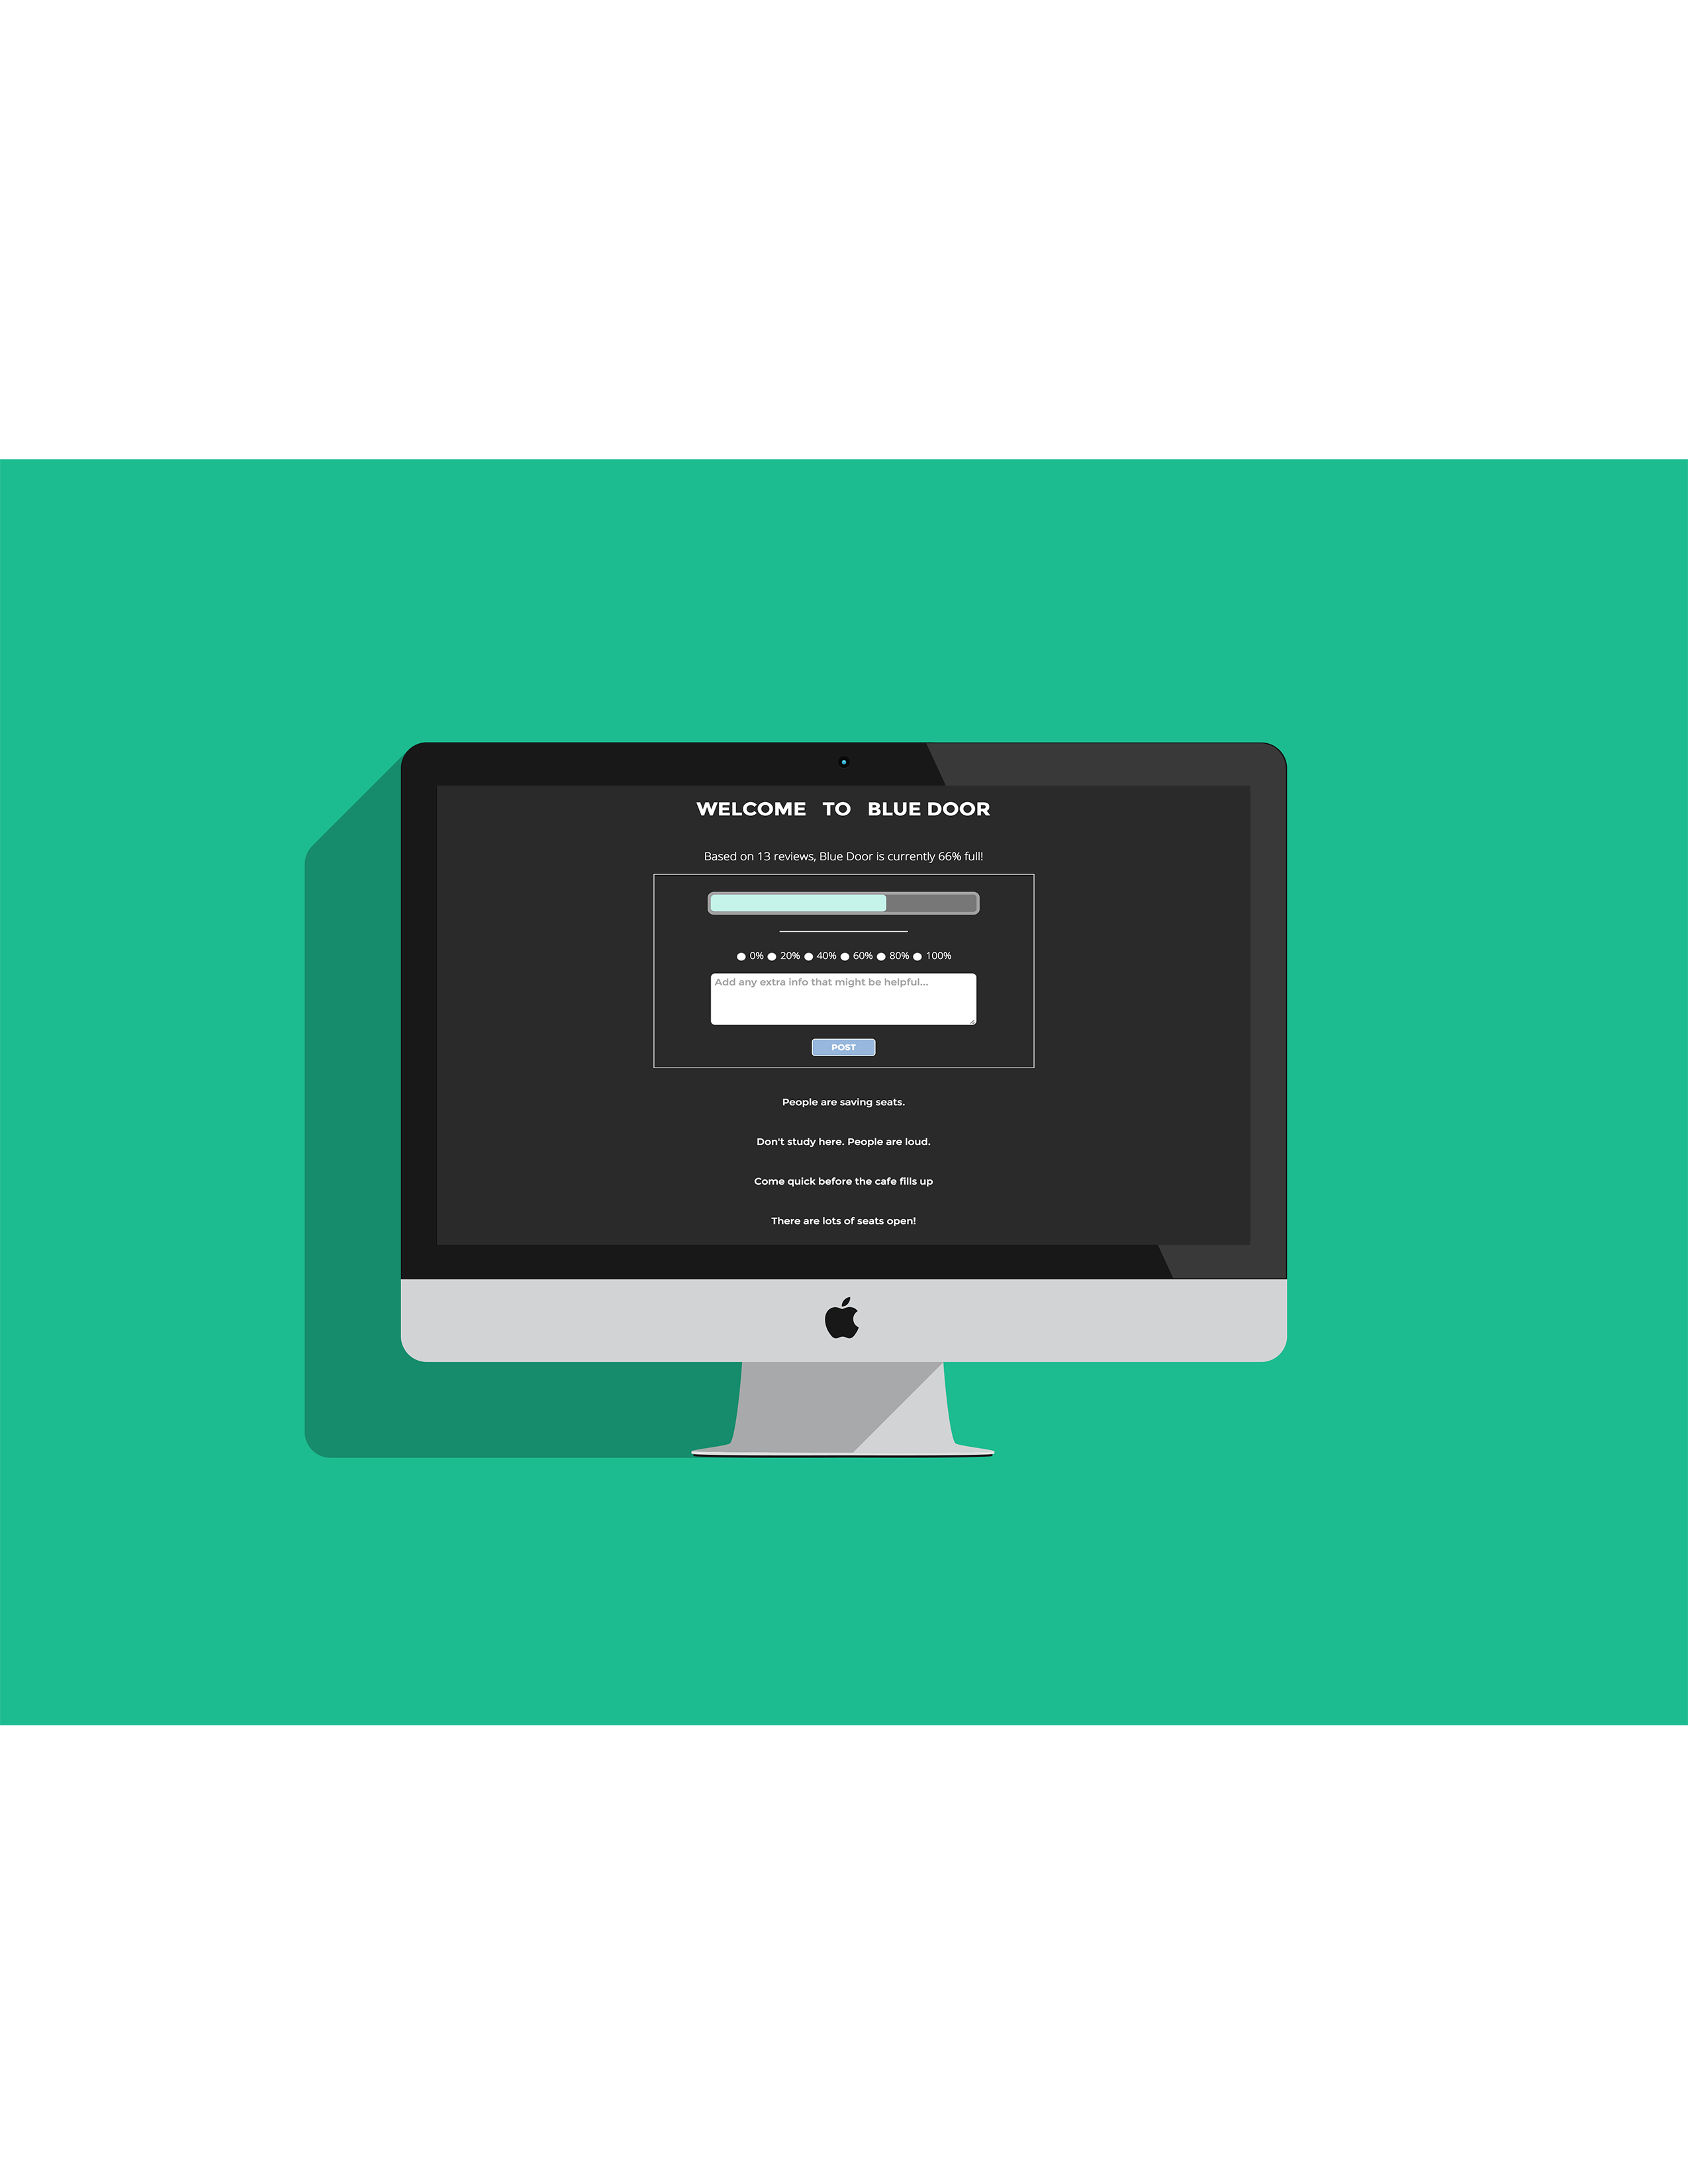 WELCOME TO BLUE DOOR
Based on 13 reviews, Blue Door is currently 66% full!
0% 20% 40% 60% 80% 100%
Add any extra info that might be helpful...
POST
People are saving seats.
Don't study here. People are loud.
Come quick before the cafe fills up
There are lots of seats open!